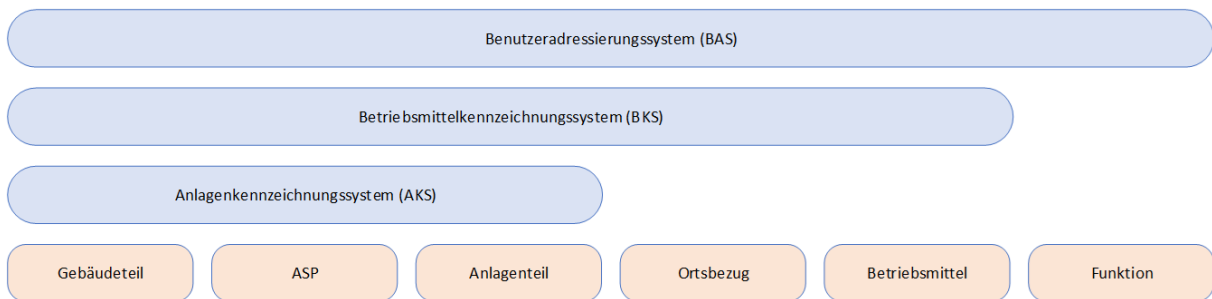 Benutzeradressierungssystem (BAS)
Betriebsmittelkennzeichnungssystem (BKS)
Anlagenkennzeichnungssystem (AKS)
Gebäudeteil
ASP
Anlagenteil
Ortsbezug
Betriebsmittel
Funktion